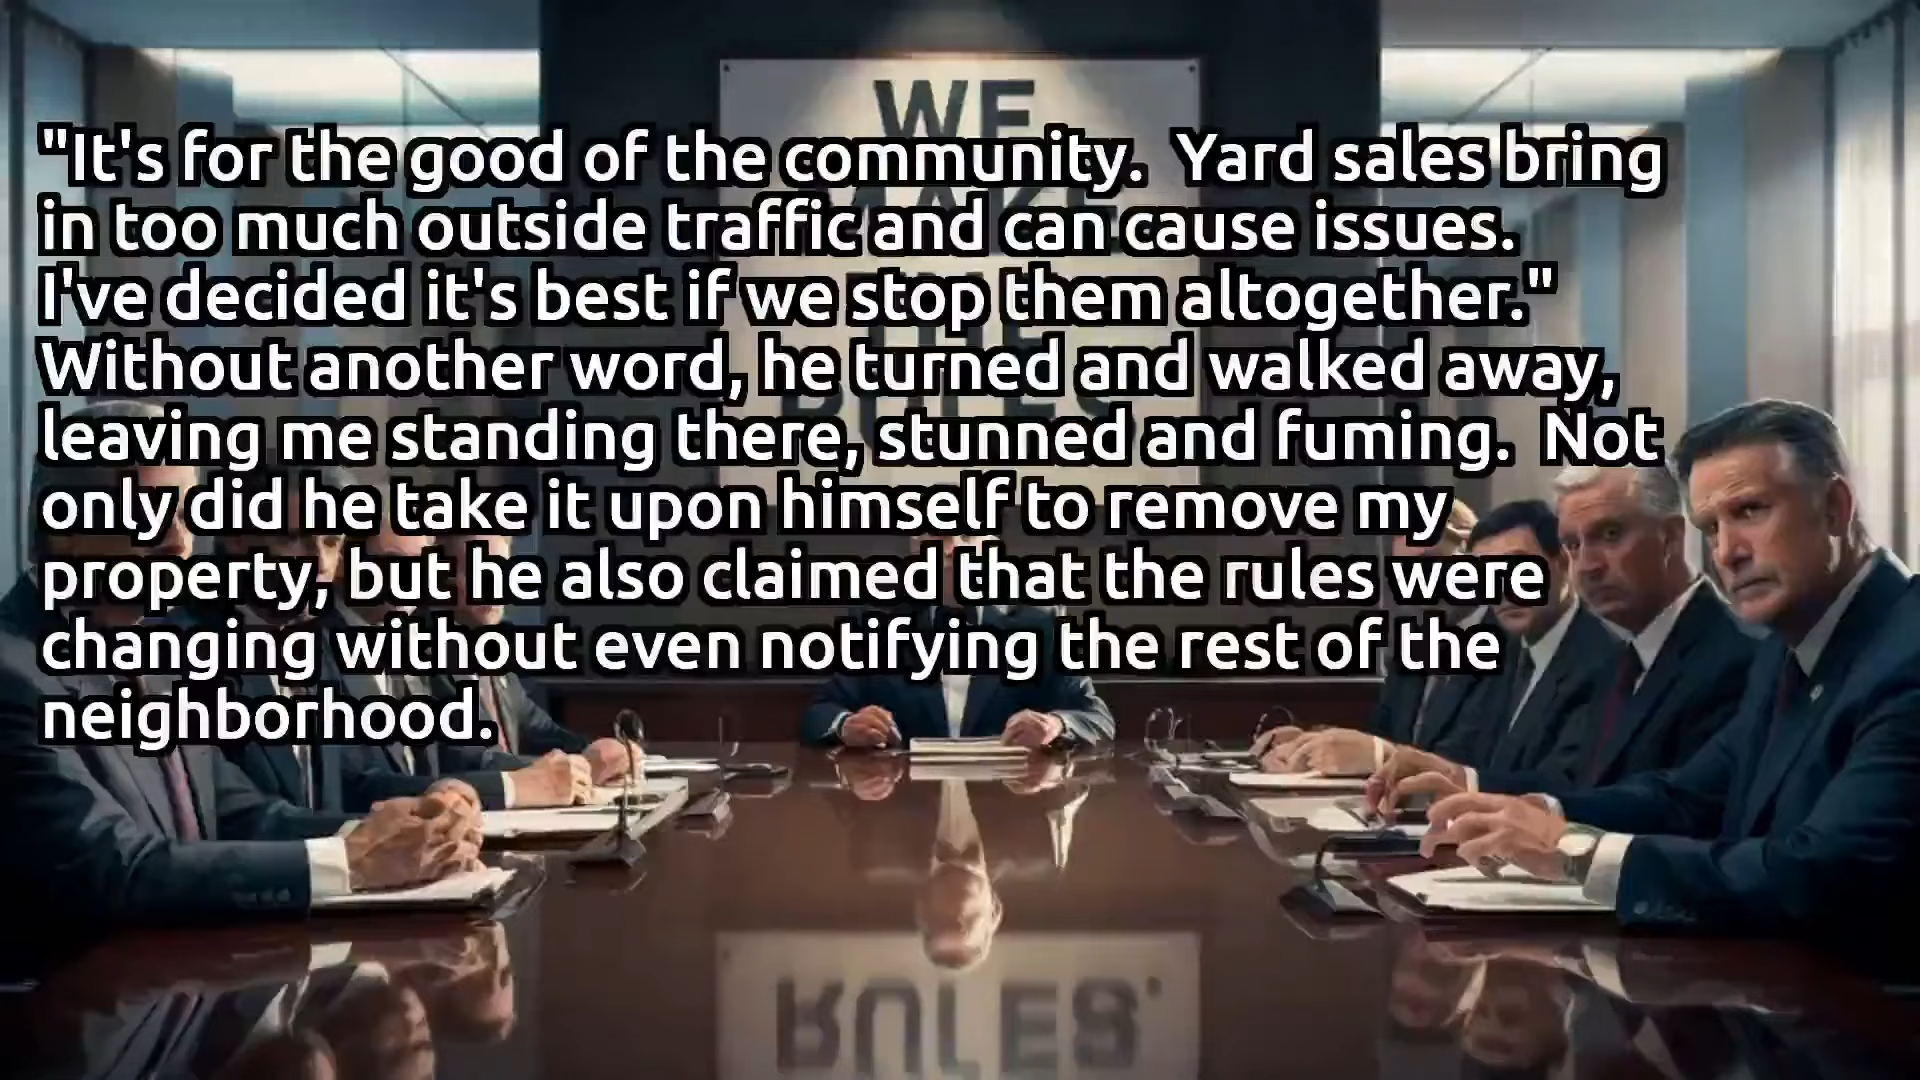 WE
"It's for the good of the community.  Yard sales bring
in too much outside traffic and can cause issues.
I've decided it's best if we stop them altogether."
Without another word, he turned and walked away,
leaving me standing there, stunned and fuming.  Not
only did he take it upon himself to remove my
property, but he also claimed that the rules were
changing without even notifying the rest of the
neighborhood.
RULES